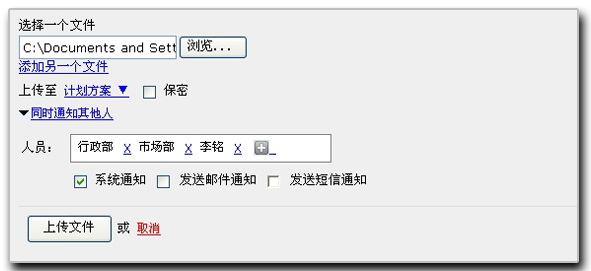 选择一个文件
C:\Documents and Sett 浏览...
添加另一个文件
上传至 计划方案 ▼ 保密
▼同时通知其他人
人员： 行政部 X 市场部 X 李铭 X
系统通知 发送邮件通知 发送短信通知
上传文件 或 取消